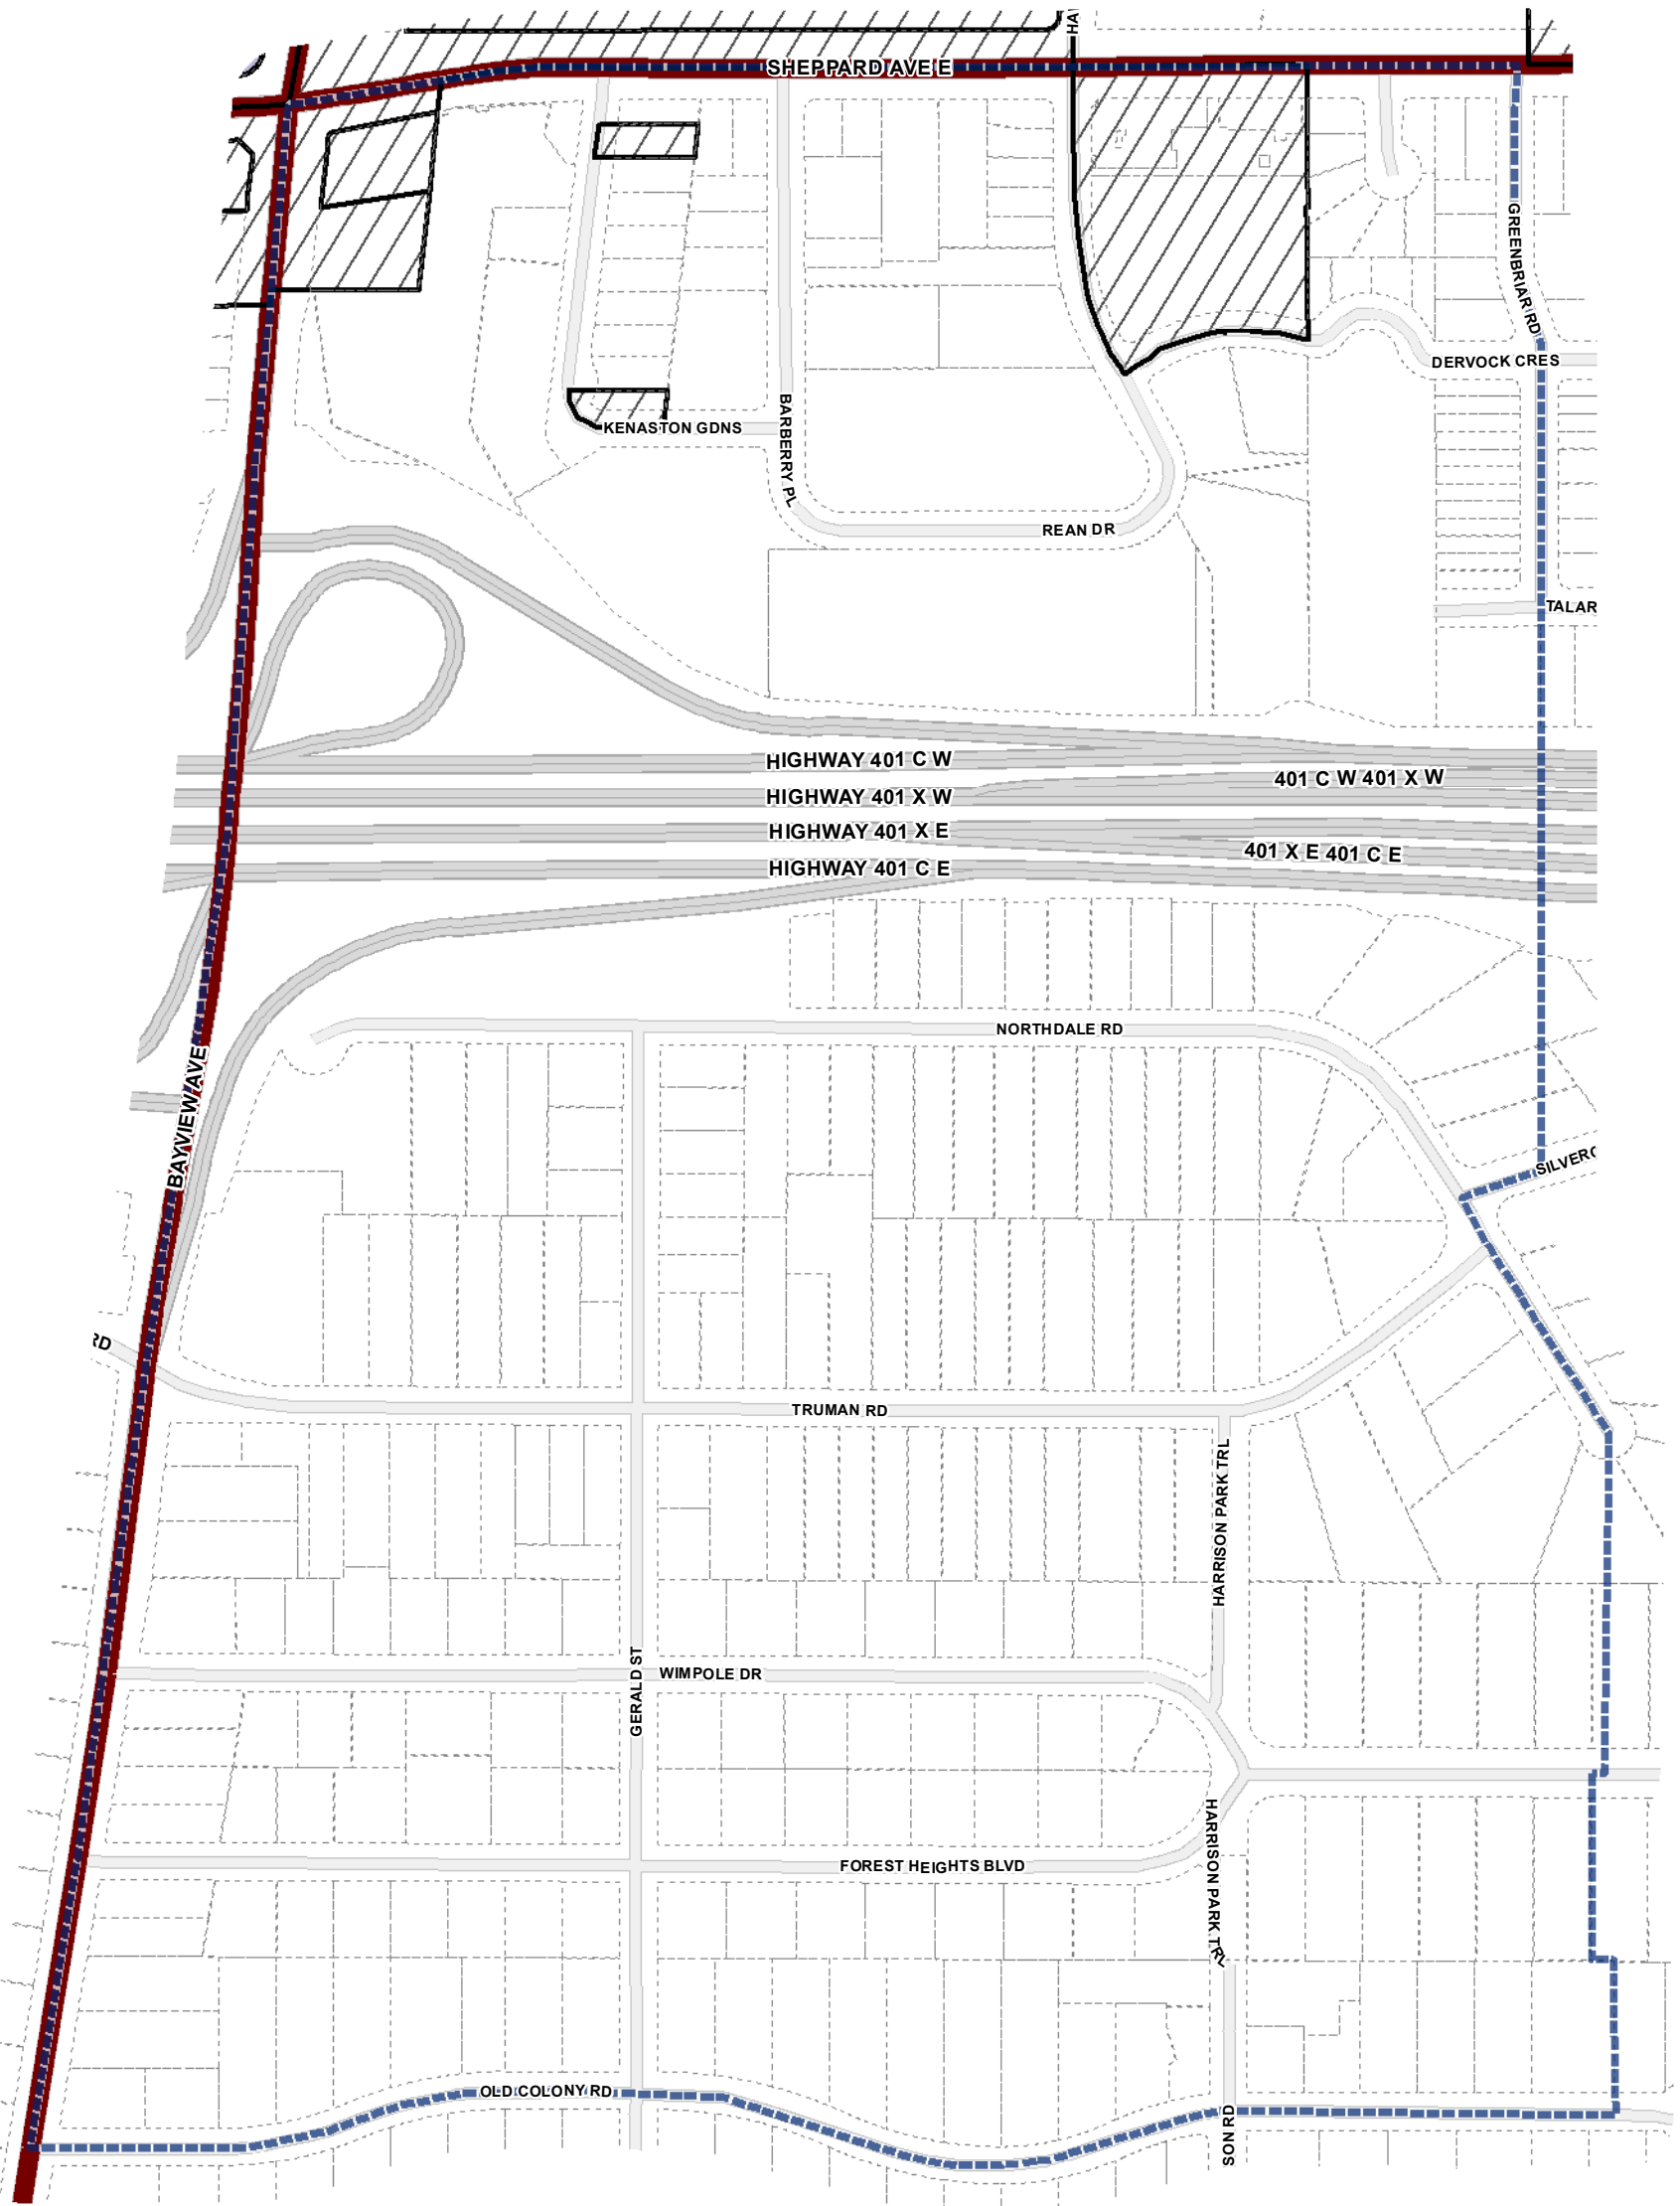 HA
SHEPPARD AVE E
GREENBRIAR RD
DERVOCK CRES
BARBERRY PL
KENASTON GDNS
REAN DR
TALAR
HIGHWAY 401 C W
401 C W 401 X W
HIGHWAY 401 X W
HIGHWAY 401 X E
401 X E 401 C E
HIGHWAY 401 C E
NORTHDALE RD
BAYVIEW AVE
SILVERC
RD
TRUMAN RD
HARRISON PARK TRL
GERALD ST
WIMPOLE DR
HARRISON PARK TRL
FOREST HEIGHTS BLVD
OLD COLONY RD
SON RD